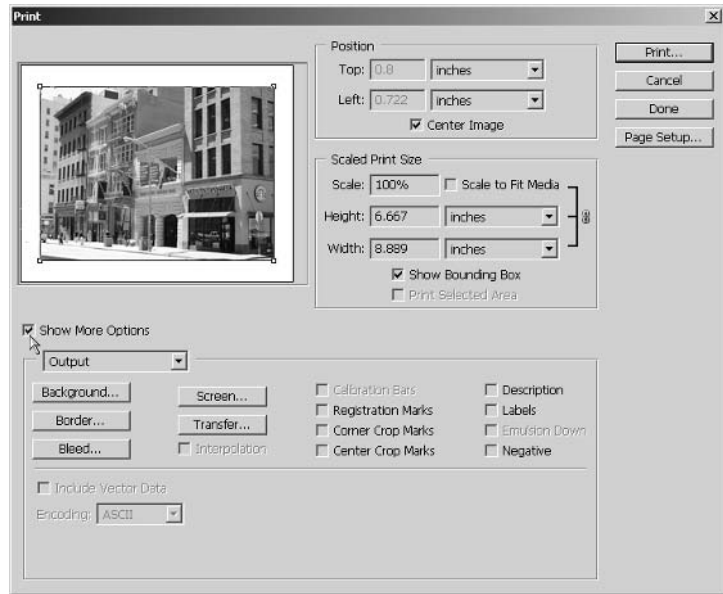 Print
Position
Top: 0.8 inches
Left: 0.722 inches
Center Image
Print...
Cancel
Done
Page Setup...
Scaled Print Size
Scale: 100% Scale to Fit Media
Height: 6.667 inches
Width: 8.889 inches
Show Bounding Box
Print Selected Area
Show More Options
Output
Background...
Border...
Bleed...
Screen...
Transfer...
Interpolation
Calibration Bars
Registration Marks
Corner Crop Marks
Center Crop Marks
Description
Labels
Emulsion Down
Negative
Include Vector Data
Encoding: ASCII